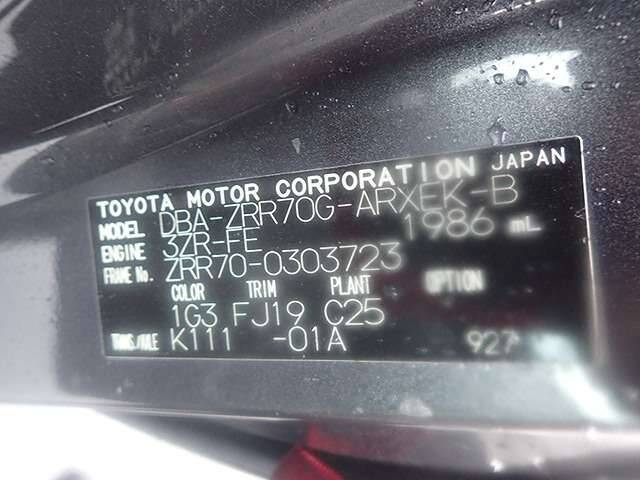 TOYOTA MOTOR CORPORATION JAPAN
MODEL DBA-ZRR70G-ARXEK-B
ENGINE 3ZR-FE 1986 mL
FRAME No. ZRR70-0303723
COLOR TRIM PLANT OPTION
1G3 FJ19 C25
TRANS/AXLE K111 -01A 927